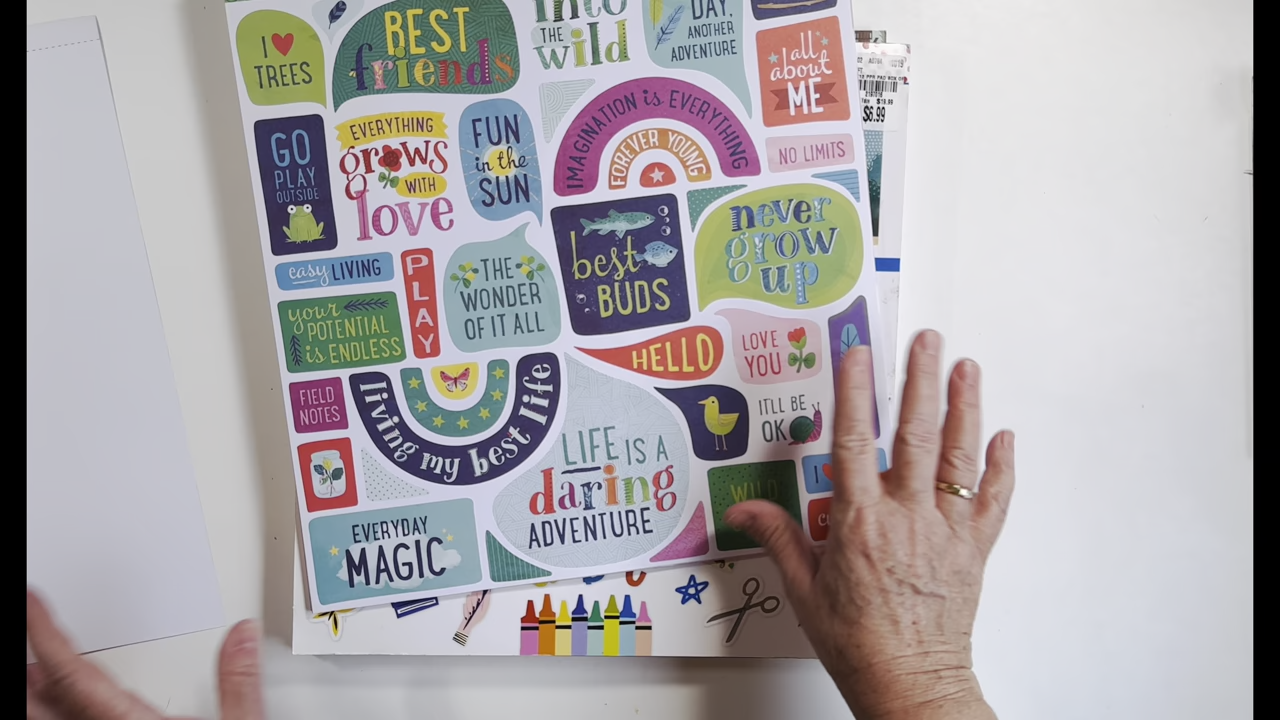 I
TREES
BEST
friends
into
THE
wild
DAY,
ANOTHER
ADVENTURE
all
about
ME
$6.99
GO
PLAY
OUTSIDE
EVERYTHING
grows
WITH
love
FUN
in the
SUN
IMAGINATION is EVERYTHING
FOREVER YOUNG
NO LIMITS
never
grow
up
best
BUDS
easy LIVING
PLAY
THE
WONDER
OF IT ALL
your
POTENTIAL
is ENDLESS
HELLO
LOVE
YOU
FIELD
NOTES
living my best life
IT'LL BE
OK
LIFE IS A
daring
ADVENTURE
WILD
I
EVERYDAY
MAGIC